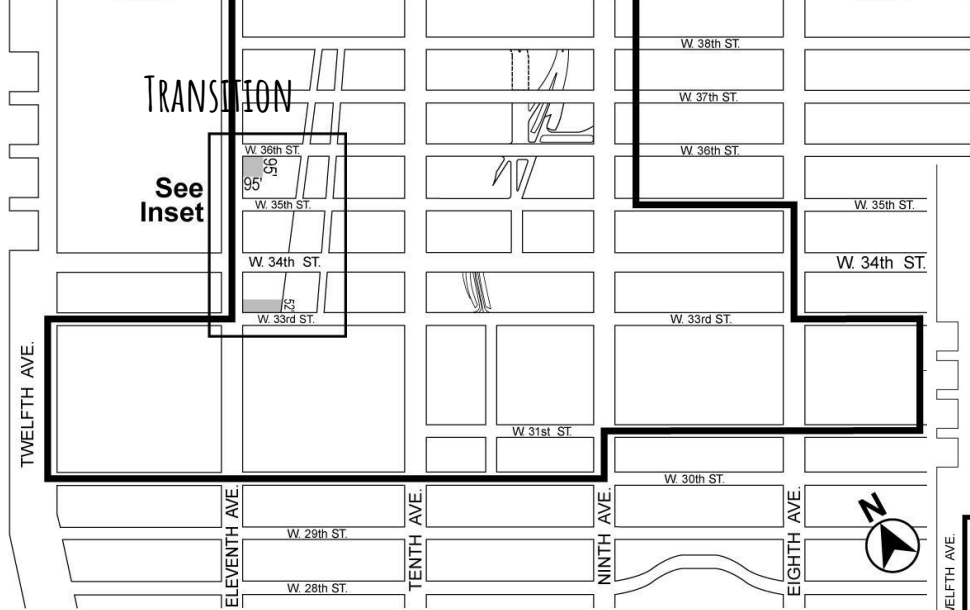 W. 38th ST.
W. 37th ST.
TRANSITION
W. 36th ST.
W. 36th ST.
95'
95'
See
Inset
W. 35th ST.
W. 35th ST.
W. 34th ST.
W. 34th ST.
52'
W. 33rd ST.
W. 33rd ST.
TWELFTH AVE.
W. 31st ST.
W. 30th ST.
ELEVENTH AVE.
TENTH AVE.
NINTH AVE.
EIGHTH AVE.
N
W. 29th ST.
W. 28th ST.